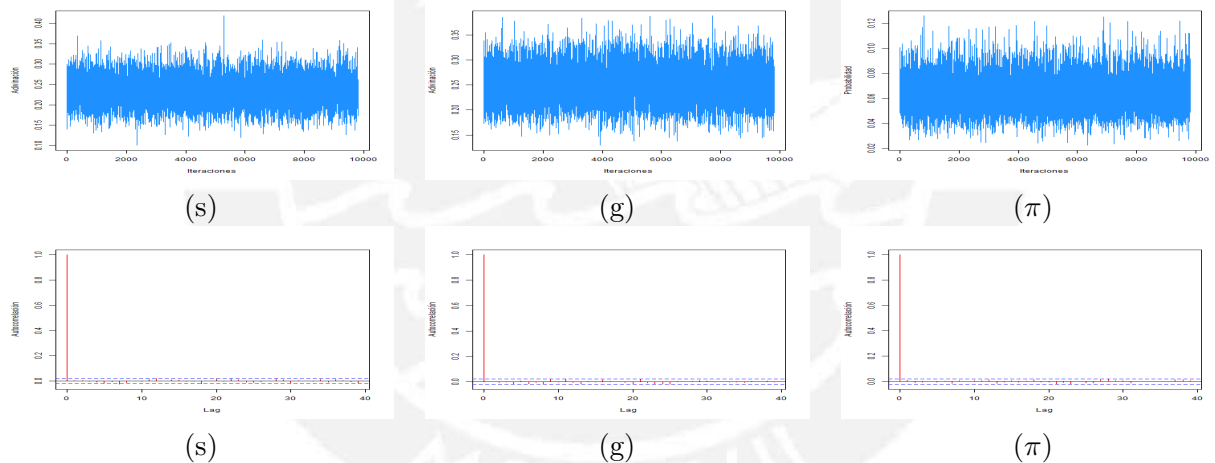 0.10 0.15 0.20 0.25 0.30 0.35 0.40
Adivinación
0 2000 4000 6000 8000 10000
Iteraciones
(s)
0.15 0.20 0.25 0.30 0.35
Adivinación
0 2000 4000 6000 8000 10000
Iteraciones
(g)
0.02 0.04 0.06 0.08 0.10 0.12
Probabilidad
0 2000 4000 6000 8000 10000
Iteraciones
(π)
0.0 0.2 0.4 0.6 0.8 1.0
Autocorrelación
0 10 20 30 40
Lag
(s)
0.0 0.2 0.4 0.6 0.8 1.0
Autocorrelación
0 10 20 30 40
Lag
(g)
0.0 0.2 0.4 0.6 0.8 1.0
Autocorrelación
0 10 20 30 40
Lag
(π)